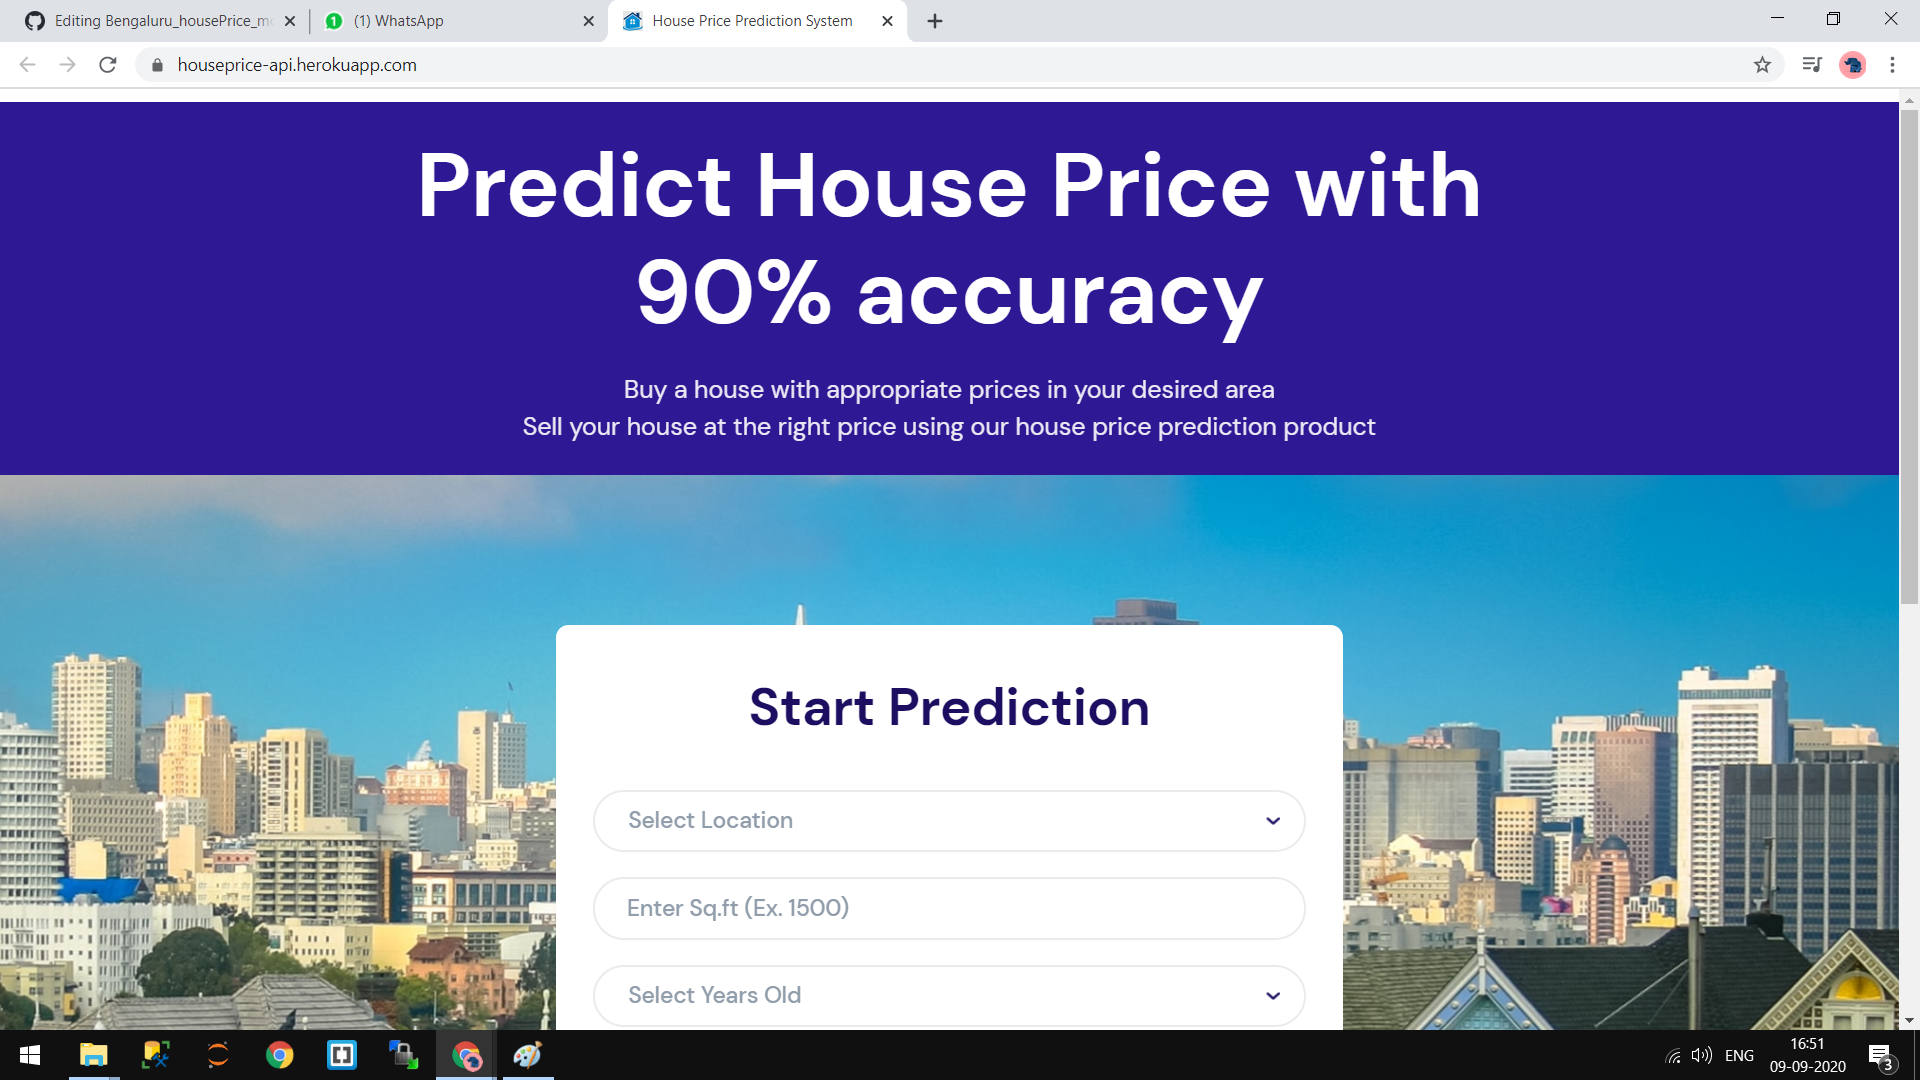 Editing Bengaluru_housePrice_m
(1) WhatsApp
House Price Prediction System
houseprice-api.herokuapp.com
Predict House Price with
90% accuracy
Buy a house with appropriate prices in your desired area
Sell your house at the right price using our house price prediction product
Start Prediction
Select Location
Enter Sq.ft (Ex. 1500)
Select Years Old
ENG
16:51
09-09-2020
3